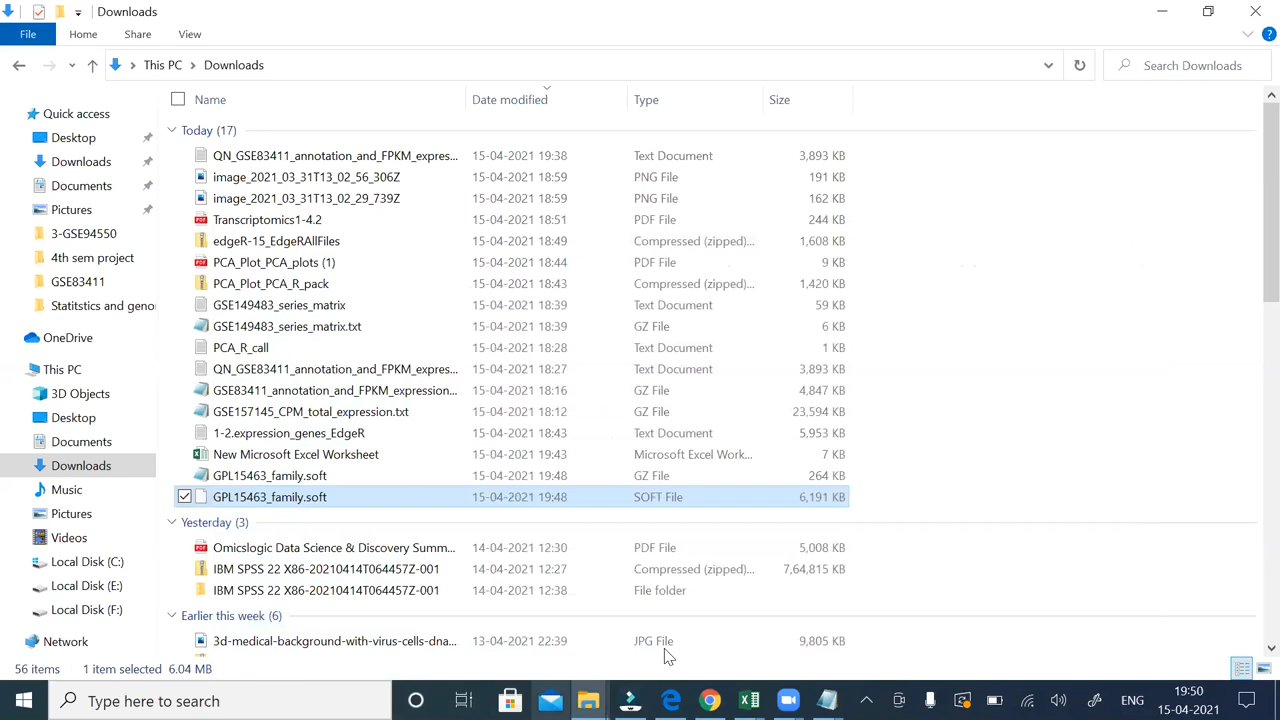 Downloads
File Home Share View
This PC Downloads Search Downloads
Name Date modified Type Size
Quick access
Desktop
Downloads
Documents
Pictures
3-GSE94550
4th sem project
GSE83411
Statitstics and geno
OneDrive
This PC
3D Objects
Desktop
Documents
Downloads
Music
Pictures
Videos
Local Disk (C:)
Local Disk (E:)
Local Disk (F:)
Network
Today (17)
QN_GSE83411_annotation_and_FPKM_expres... 15-04-2021 19:38 Text Document 3,893 KB
image_2021_03_31T13_02_56_306Z 15-04-2021 18:59 PNG File 191 KB
image_2021_03_31T13_02_29_739Z 15-04-2021 18:59 PNG File 162 KB
Transcriptomics1-4.2 15-04-2021 18:51 PDF File 244 KB
edgeR-15_EdgeRAllFiles 15-04-2021 18:49 Compressed (zipped)... 1,608 KB
PCA_Plot_PCA_plots (1) 15-04-2021 18:44 PDF File 9 KB
PCA_Plot_PCA_R_pack 15-04-2021 18:43 Compressed (zipped)... 1,420 KB
GSE149483_series_matrix 15-04-2021 18:39 Text Document 59 KB
GSE149483_series_matrix.txt 15-04-2021 18:39 GZ File 6 KB
PCA_R_call 15-04-2021 18:28 Text Document 1 KB
QN_GSE83411_annotation_and_FPKM_expres... 15-04-2021 18:27 Text Document 3,893 KB
GSE83411_annotation_and_FPKM_expression... 15-04-2021 18:16 GZ File 4,847 KB
GSE157145_CPM_total_expression.txt 15-04-2021 18:12 GZ File 23,594 KB
1-2.expression_genes_EdgeR 15-04-2021 18:43 Text Document 5,953 KB
New Microsoft Excel Worksheet 15-04-2021 19:43 Microsoft Excel Work... 7 KB
GPL15463_family.soft 15-04-2021 19:48 GZ File 264 KB
GPL15463_family.soft 15-04-2021 19:48 SOFT File 6,191 KB
Yesterday (3)
Omicslogic Data Science & Discovery Summ... 14-04-2021 12:30 PDF File 5,008 KB
IBM SPSS 22 X86-20210414T064457Z-001 14-04-2021 12:27 Compressed (zipped)... 7,64,815 KB
IBM SPSS 22 X86-20210414T064457Z-001 14-04-2021 12:38 File folder
Earlier this week (6)
3d-medical-background-with-virus-cells-dna... 13-04-2021 22:39 JPG File 9,805 KB
56 items 1 item selected 6.04 MB
Type here to search ENG 19:50
15-04-2021